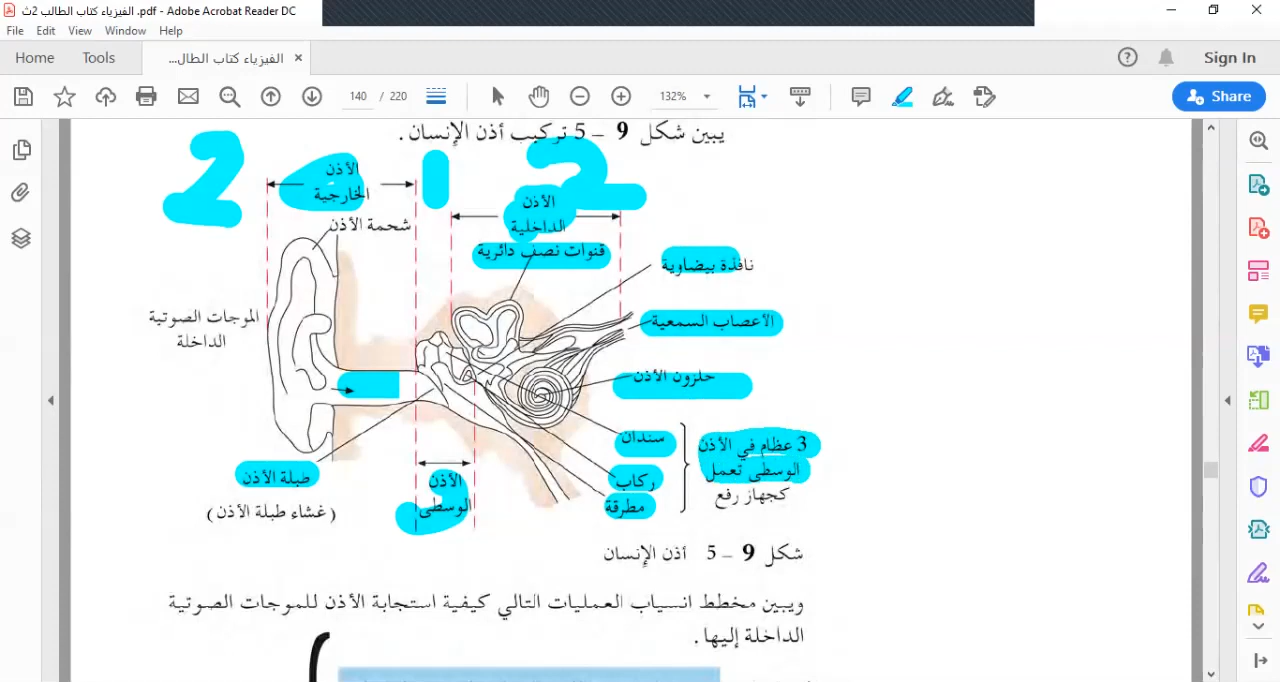 الفيزياء كتاب الطالب 2ث.pdf - Adobe Acrobat Reader DC
File Edit View Window Help
Home Tools الفيزياء كتاب الطال... × Sign In
140 / 220 132% Share
يبين شكل 9 – 5 تركيب أذن الإنسان .
2 1 2
الأذن
الخارجية
الأذن
الداخلية
شحمة الأذن
قنوات نصف دائرية
نافذة بيضاوية
الموجات الصوتية
الداخلة
الأعصاب السمعية
حلزون الأذن
سندان
ركاب
مطرقة
3 عظام في الأذن
الوسطى تعمل
كجهاز رفع
طبلة الأذن
(غشاء طبلة الأذن)
الأذن
الوسطى
شكل 9 – 5 أذن الإنسان
ويبين مخطط انسياب العمليات التالي كيفية استجابة الأذن للموجات الصوتية
الداخلة إليها .